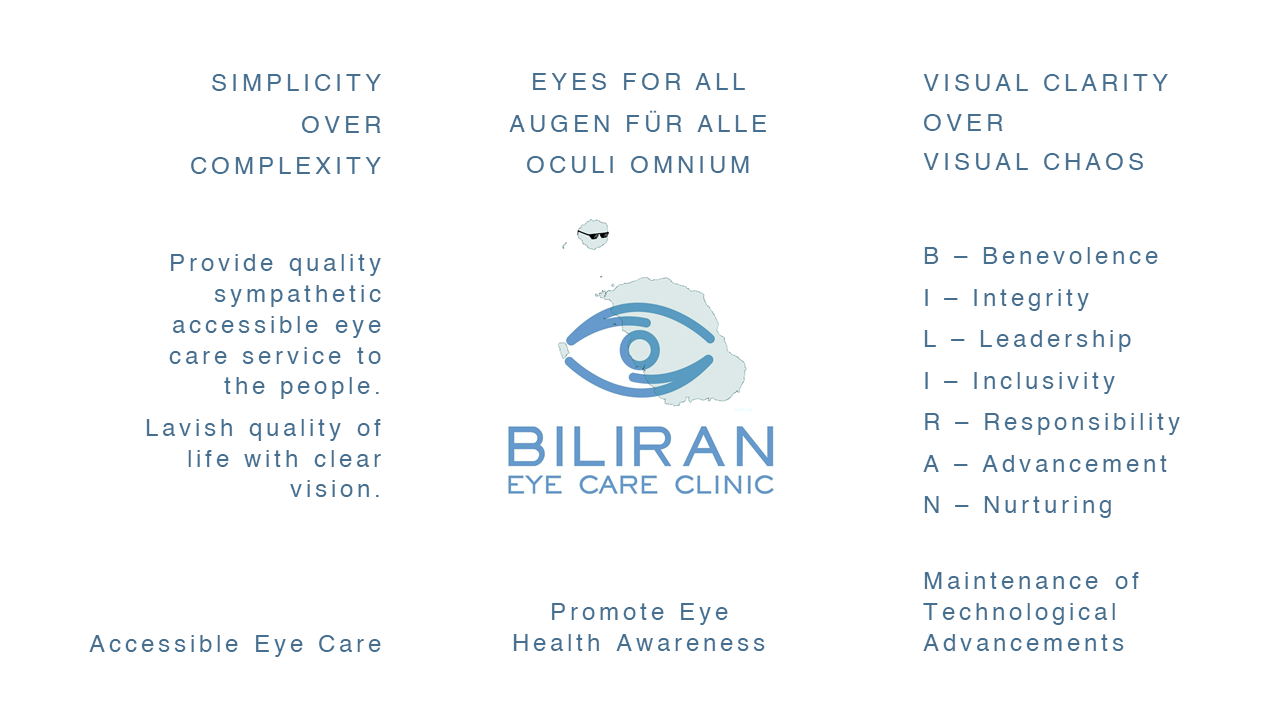 SIMPLICITY
OVER
COMPLEXITY
Provide quality
sympathetic
accessible eye
care service to
the people.
Lavish quality of
life with clear
vision.
Accessible Eye Care
EYES FOR ALL
AUGEN FÜR ALLE
OCULI OMNIUM
BILIRAN
EYE CARE CLINIC
Promote Eye
Health Awareness
VISUAL CLARITY
OVER
VISUAL CHAOS
B – Benevolence
I – Integrity
L – Leadership
I – Inclusivity
R – Responsibility
A – Advancement
N – Nurturing
Maintenance of
Technological
Advancements